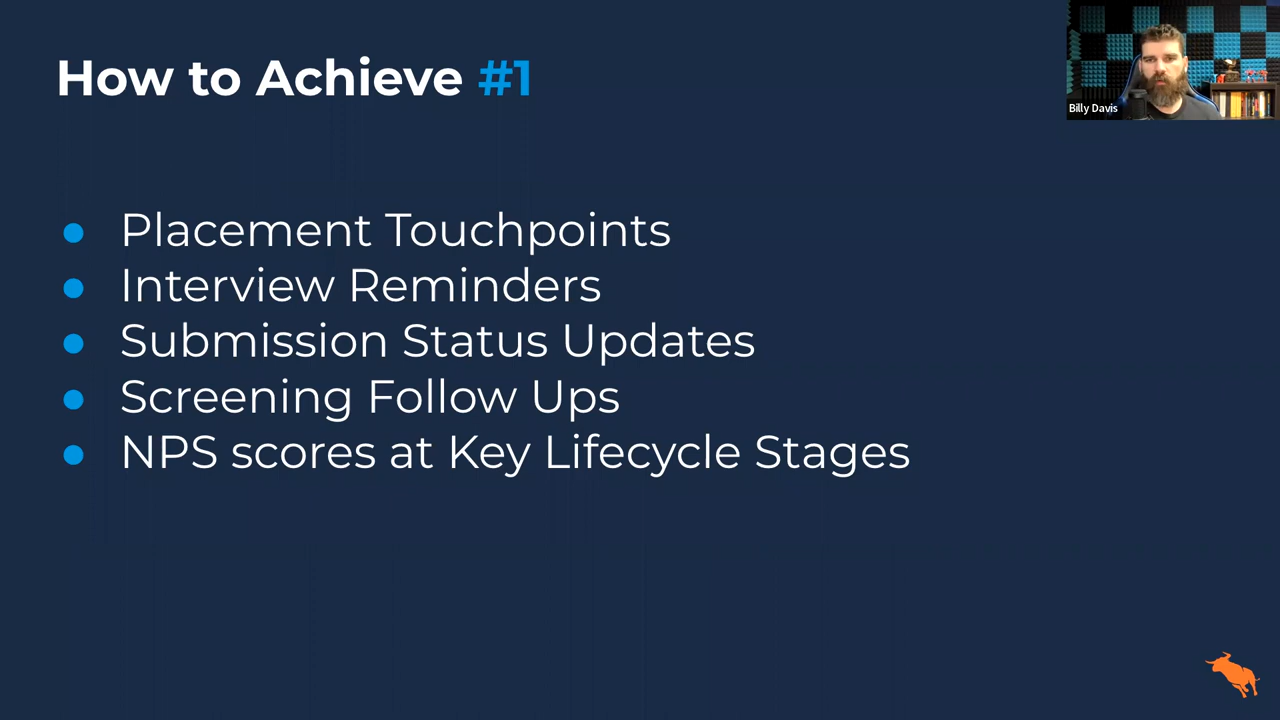 How to Achieve #1
Billy Davis
● Placement Touchpoints
● Interview Reminders
● Submission Status Updates
● Screening Follow Ups
● NPS scores at Key Lifecycle Stages